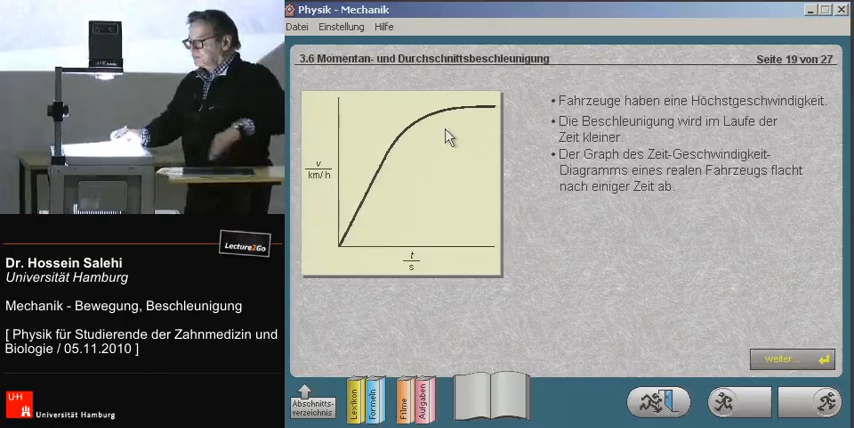 Physik - Mechanik
Datei Einstellung Hilfe
3.6 Momentan- und Durchschnittsbeschleunigung
Seite 19 von 27
v
km/h
t
s
• Fahrzeuge haben eine Höchstgeschwindigkeit.
• Die Beschleunigung wird im Laufe der
Zeit kleiner.
• Der Graph des Zeit-Geschwindigkeit-
Diagramms eines realen Fahrzeugs flacht
nach einiger Zeit ab.
weiter...
Abschnitts-
verzeichnis
Lexikon
Formeln
Filme
Aufgaben
Lecture2Go
Dr. Hossein Salehi
Universität Hamburg
Mechanik - Bewegung, Beschleunigung
[ Physik für Studierende der Zahnmedizin und
Biologie / 05.11.2010 ]
UH
Universität Hamburg